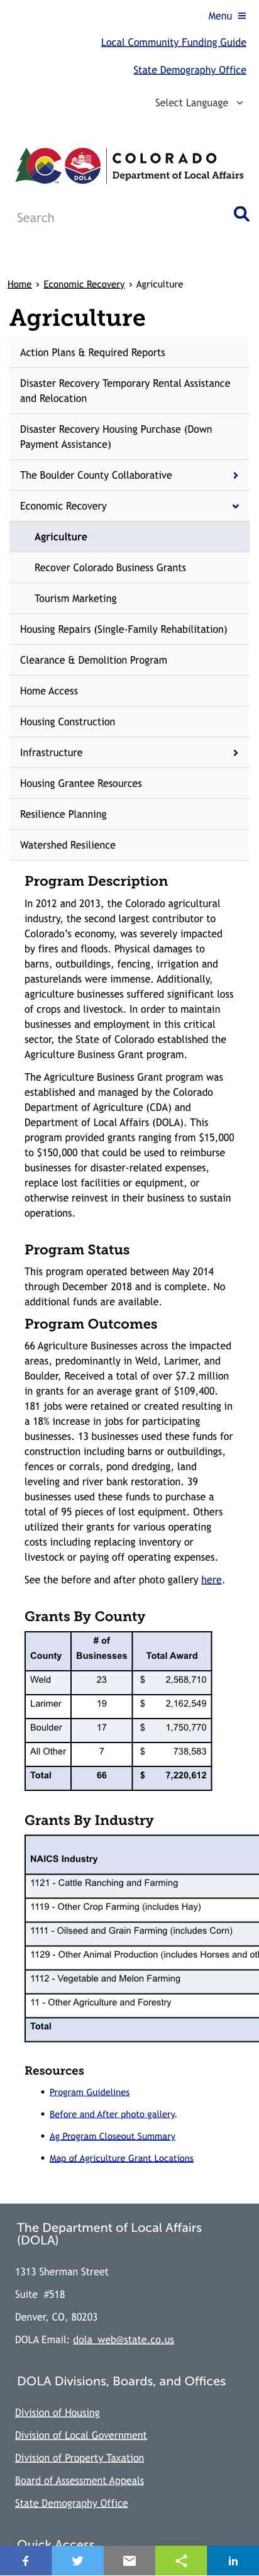 Menu
Local Community Funding Guide
State Demography Office
Select Language
C
DOLA
COLORADO
Department of Local Affairs
Search
Home › Economic Recovery › Agriculture
Agriculture
Action Plans & Required Reports
Disaster Recovery Temporary Rental Assistance
and Relocation
Disaster Recovery Housing Purchase (Down
Payment Assistance)
The Boulder County Collaborative
Economic Recovery
Agriculture
Recover Colorado Business Grants
Tourism Marketing
Housing Repairs (Single-Family Rehabilitation)
Clearance & Demolition Program
Home Access
Housing Construction
Infrastructure
Housing Grantee Resources
Resilience Planning
Watershed Resilience
Program Description
In 2012 and 2013, the Colorado agricultural
industry, the second largest contributor to
Colorado’s economy, was severely impacted
by fires and floods. Physical damages to
barns, outbuildings, fencing, irrigation and
pasturelands were immense. Additionally,
agriculture businesses suffered significant loss
of crops and livestock. In order to maintain
businesses and employment in this critical
sector, the State of Colorado established the
Agriculture Business Grant program.
The Agriculture Business Grant program was
established and managed by the Colorado
Department of Agriculture (CDA) and
Department of Local Affairs (DOLA). This
program provided grants ranging from $15,000
to $150,000 that could be used to reimburse
businesses for disaster-related expenses,
replace lost facilities or equipment, or
otherwise reinvest in their business to sustain
operations.
Program Status
This program operated between May 2014
through December 2018 and is complete. No
additional funds are available.
Program Outcomes
66 Agriculture Businesses across the impacted
areas, predominantly in Weld, Larimer, and
Boulder, Received a total of over $7.2 million
in grants for an average grant of $109,400.
181 jobs were retained or created resulting in
a 18% increase in jobs for participating
businesses. 13 businesses used these funds for
construction including barns or outbuildings,
fences or corrals, pond dredging, land
leveling and river bank restoration. 39
businesses used these funds to purchase a
total of 95 pieces of lost equipment. Others
utilized their grants for various operating
costs including replacing inventory or
livestock or paying off operating expenses.
See the before and after photo gallery here.
Grants By County
County # of Businesses Total Award
Weld 23 $ 2,568,710
Larimer 19 $ 2,162,549
Boulder 17 $ 1,750,770
All Other 7 $ 738,583
Total 66 $ 7,220,612
Grants By Industry
NAICS Industry
1121 - Cattle Ranching and Farming
1119 - Other Crop Farming (includes Hay)
1111 - Oilseed and Grain Farming (includes Corn)
1129 - Other Animal Production (includes Horses and
1112 - Vegetable and Melon Farming
11 - Other Agriculture and Forestry
Total
Resources
• Program Guidelines
• Before and After photo gallery.
• Ag Program Closeout Summary
• Map of Agriculture Grant Locations
The Department of Local Affairs
(DOLA)
1313 Sherman Street
Suite #518
Denver, CO, 80203
DOLA Email: dola_web@state.co.us
DOLA Divisions, Boards, and Offices
Division of Housing
Division of Local Government
Division of Property Taxation
Board of Assessment Appeals
State Demography Office
Quick Access